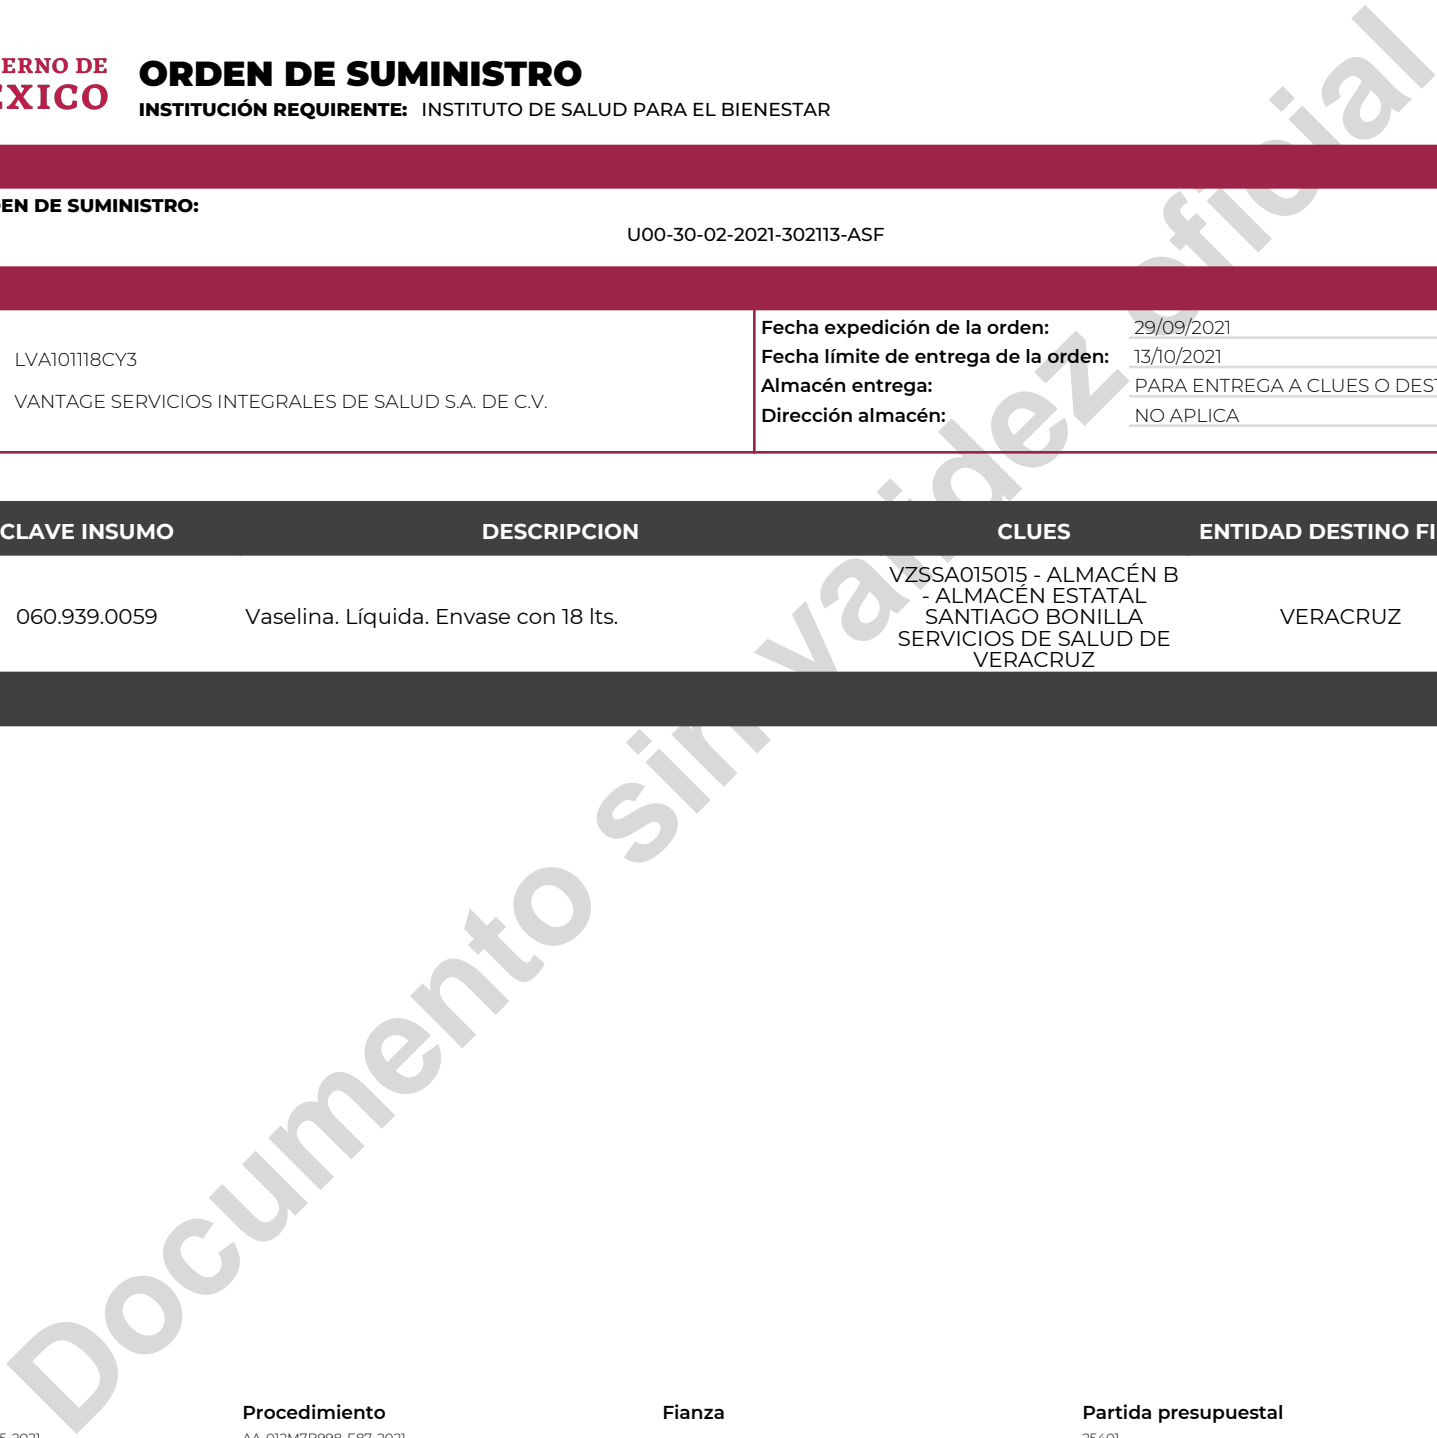 ERNO DE
ÉXICO
ORDEN DE SUMINISTRO
INSTITUCIÓN REQUIRENTE: INSTITUTO DE SALUD PARA EL BIENESTAR
EN DE SUMINISTRO:
U00-30-02-2021-302113-ASF
LVA101118CY3
VANTAGE SERVICIOS INTEGRALES DE SALUD S.A. DE C.V.
Fecha expedición de la orden: 29/09/2021
Fecha límite de entrega de la orden: 13/10/2021
Almacén entrega: PARA ENTREGA A CLUES O DEST
Dirección almacén: NO APLICA
CLAVE INSUMO DESCRIPCION CLUES ENTIDAD DESTINO FI
060.939.0059 Vaselina. Líquida. Envase con 18 lts.
VZSSA015015 - ALMACÉN B
- ALMACÉN ESTATAL
SANTIAGO BONILLA
SERVICIOS DE SALUD DE
VERACRUZ
VERACRUZ
Documento sin validez oficial
Procedimiento Fianza Partida presupuestal